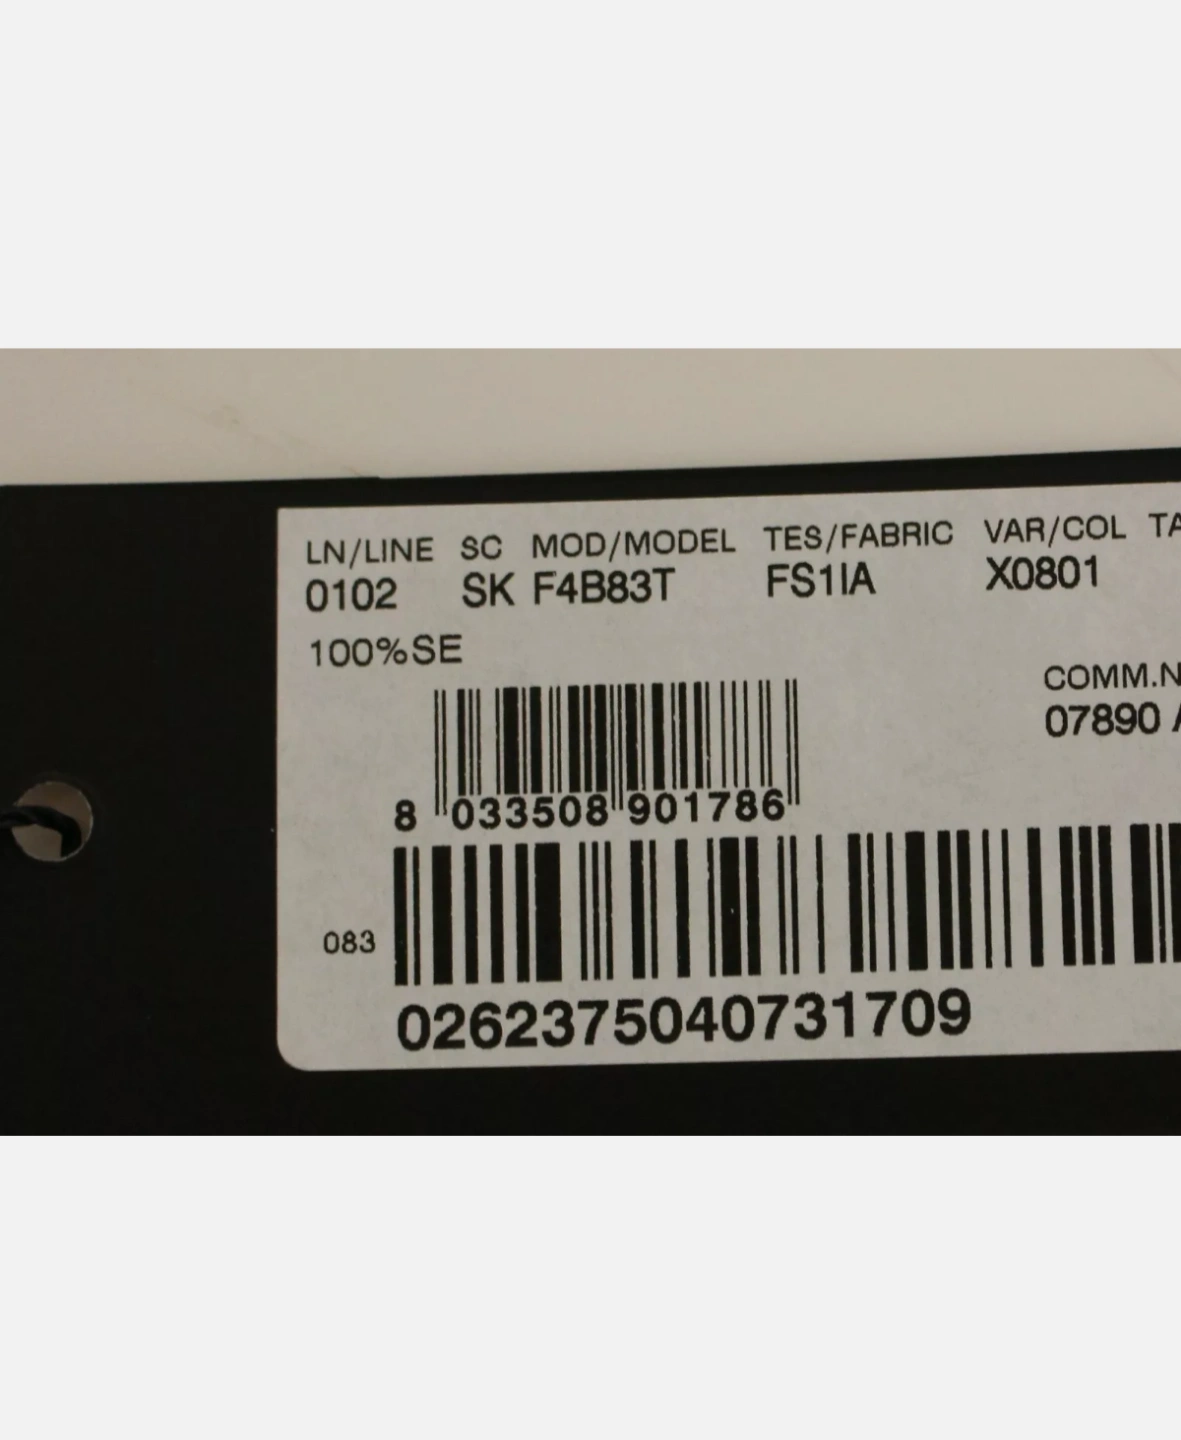 LN/LINE SC MOD/MODEL TES/FABRIC VAR/COL
0102 SK F4B83T FS1IA X0801
100%SE
COMM.N
07890
8 033508 901786
083
0262375040731709